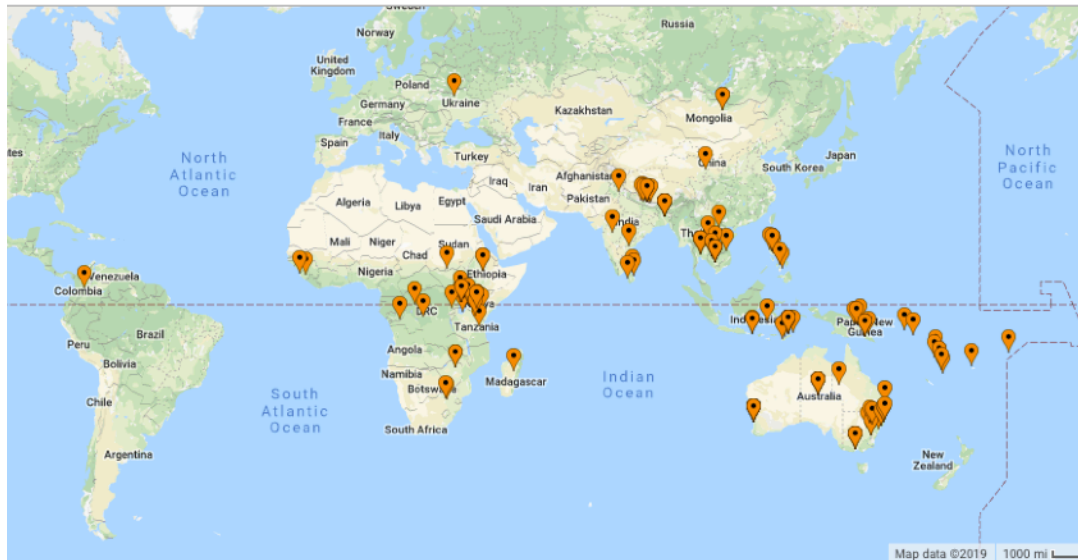 Russia
Sweden
Norway
United
Kingdom
Poland
Ukraine
Germany
France
Kazakhstan
Mongolia
Italy
Spain
Turkey
North
Atlantic
Ocean
China
Japan
South Korea
North
Pacific
Ocean
Afghanistan
Iraq
Iran
Pakistan
Algeria
Libya
Egypt
Saudi Arabia
India
Mali
Niger
Chad
Sudan
Nigeria
Ethiopia
Venezuela
Colombia
DRC
Tanzania
Brazil
Peru
Bolivia
Angola
Namibia
Botswana
Madagascar
Indian
Ocean
Papua New
Guinea
Australia
Chile
South
Atlantic
Ocean
South Africa
Argentina
New
Zealand
Map data ©2019
1000 mi